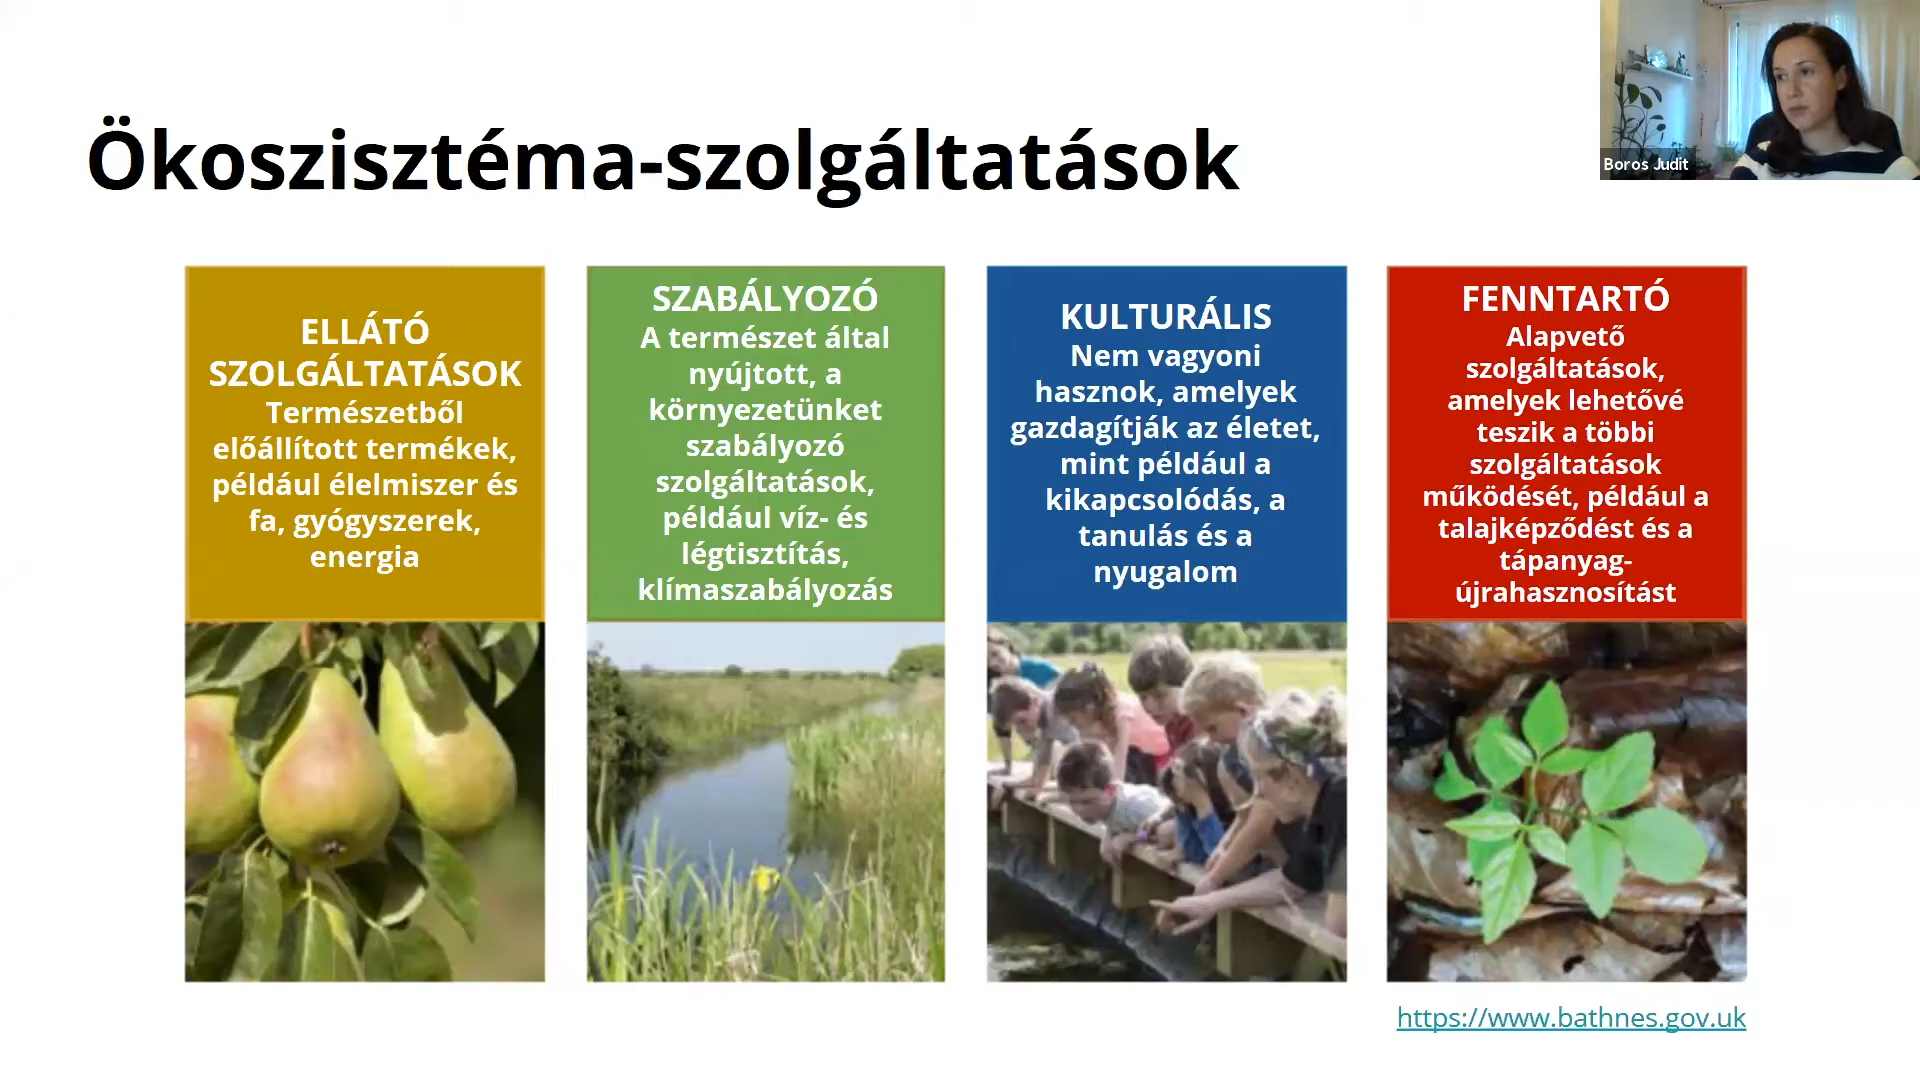 Boros Judit
Ökoszisztéma-szolgáltatások
ELLÁTÓ
SZOLGÁLTATÁSOK
Természetből
előállított termékek,
például élelmiszer és
fa, gyógyszerek,
energia
SZABÁLYOZÓ
A természet által
nyújtott, a
környezetünket
szabályozó
szolgáltatások,
például víz- és
légtisztítás,
klímaszabályozás
KULTURÁLIS
Nem vagyoni
hasznok, amelyek
gazdagítják az életet,
mint például a
kikapcsolódás, a
tanulás és a
nyugalom
FENNTARTÓ
Alapvető
szolgáltatások,
amelyek lehetővé
teszik a többi
szolgáltatások
működését, például a
talajképződést és a
tápanyag-
újrahasznosítást
https://www.bathnes.gov.uk